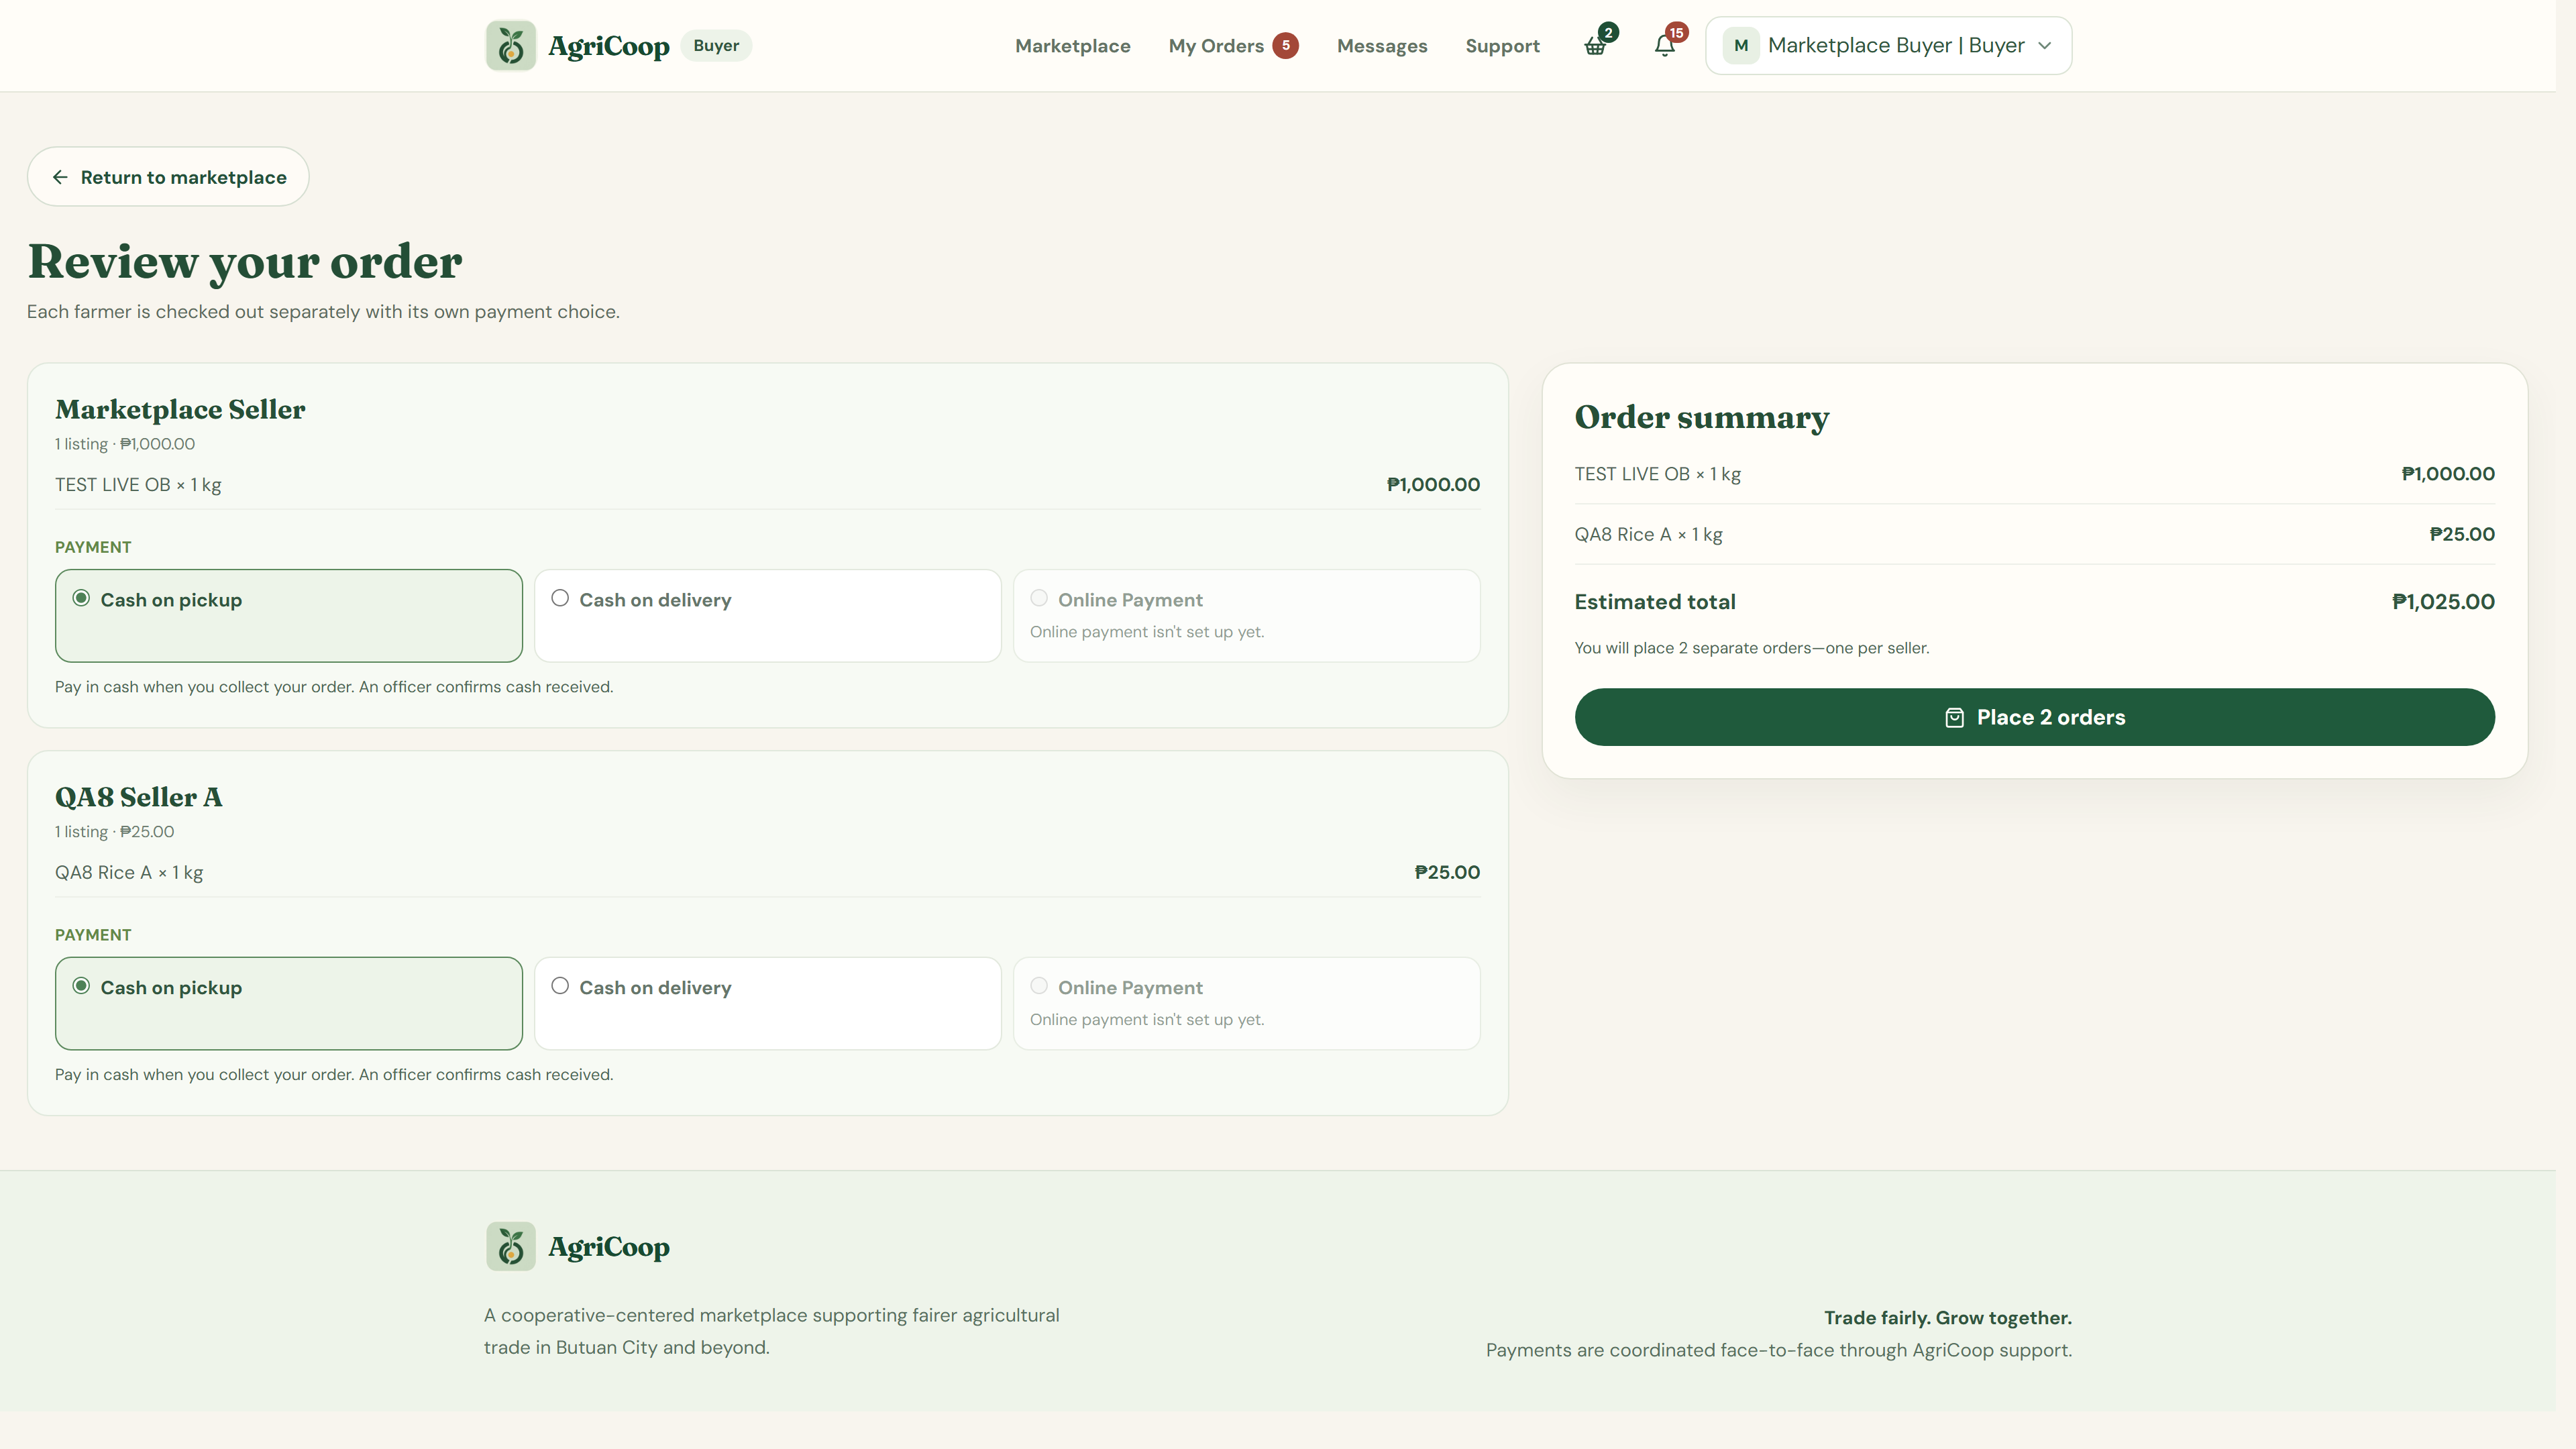 AgriCoop Buyer Marketplace My Orders 5 Messages Support 2 15 M Marketplace Buyer | Buyer
Return to marketplace
Review your order
Each farmer is checked out separately with its own payment choice.
Marketplace Seller
1 listing · ₱1,000.00
TEST LIVE OB × 1 kg ₱1,000.00
PAYMENT
Cash on pickup Cash on delivery Online Payment
Online payment isn't set up yet.
Pay in cash when you collect your order. An officer confirms cash received.
QA8 Seller A
1 listing · ₱25.00
QA8 Rice A × 1 kg ₱25.00
PAYMENT
Cash on pickup Cash on delivery Online Payment
Online payment isn't set up yet.
Pay in cash when you collect your order. An officer confirms cash received.
Order summary
TEST LIVE OB × 1 kg ₱1,000.00
QA8 Rice A × 1 kg ₱25.00
Estimated total ₱1,025.00
You will place 2 separate orders—one per seller.
Place 2 orders
AgriCoop
A cooperative-centered marketplace supporting fairer agricultural
trade in Butuan City and beyond.
Trade fairly. Grow together.
Payments are coordinated face-to-face through AgriCoop support.